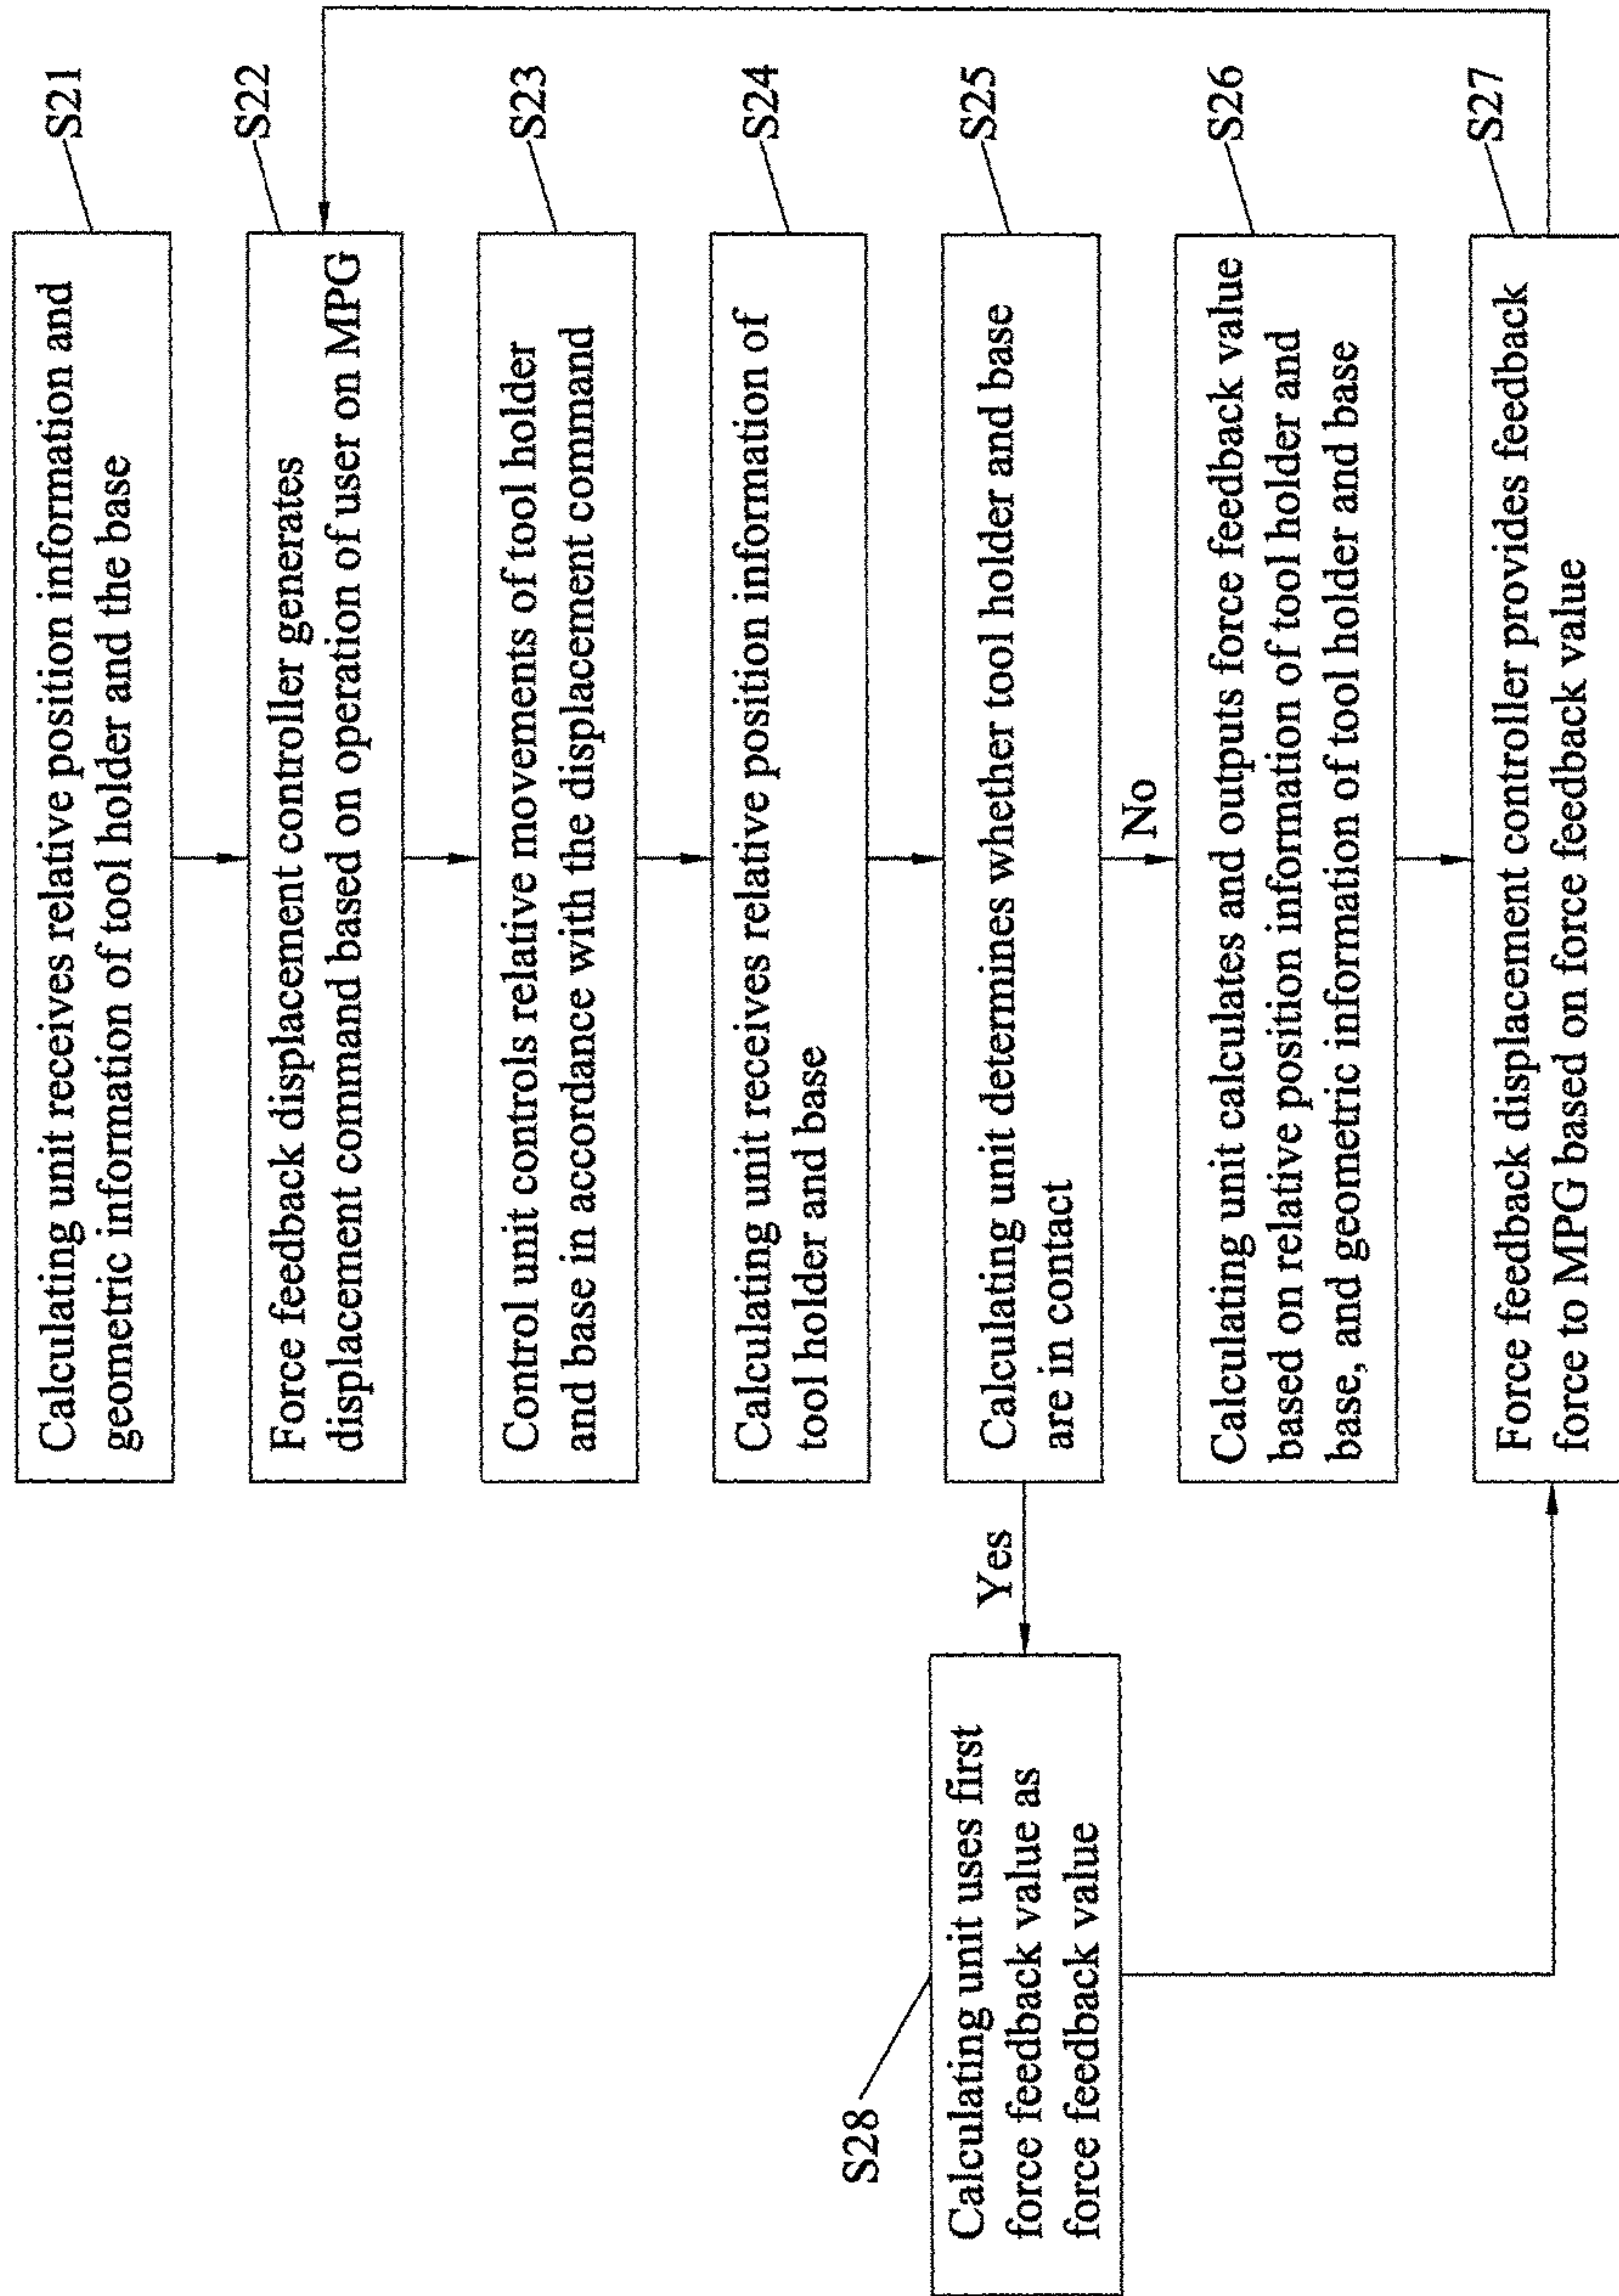 Calculating unit receives relative position information and
geometric information of tool holder and the base
S21
Force feedback displacement controller generates
displacement command based on operation of user on MPG
S22
Control unit controls relative movements of tool holder
and base in accordance with the displacement command
S23
Calculating unit receives relative position information of
tool holder and base
S24
Calculating unit determines whether tool holder and base
are in contact
S25
Yes
No
Calculating unit uses first
force feedback value as
force feedback value
S28
Calculating unit calculates and outputs force feedback value
based on relative position information of tool holder and
base, and geometric information of tool holder and base
S26
Force feedback displacement controller provides feedback
force to MPG based on force feedback value
S27